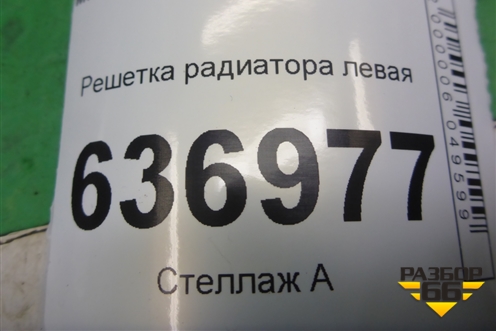 Решетка радиатора левая
636977
Стеллаж А
РАЗБОР
66